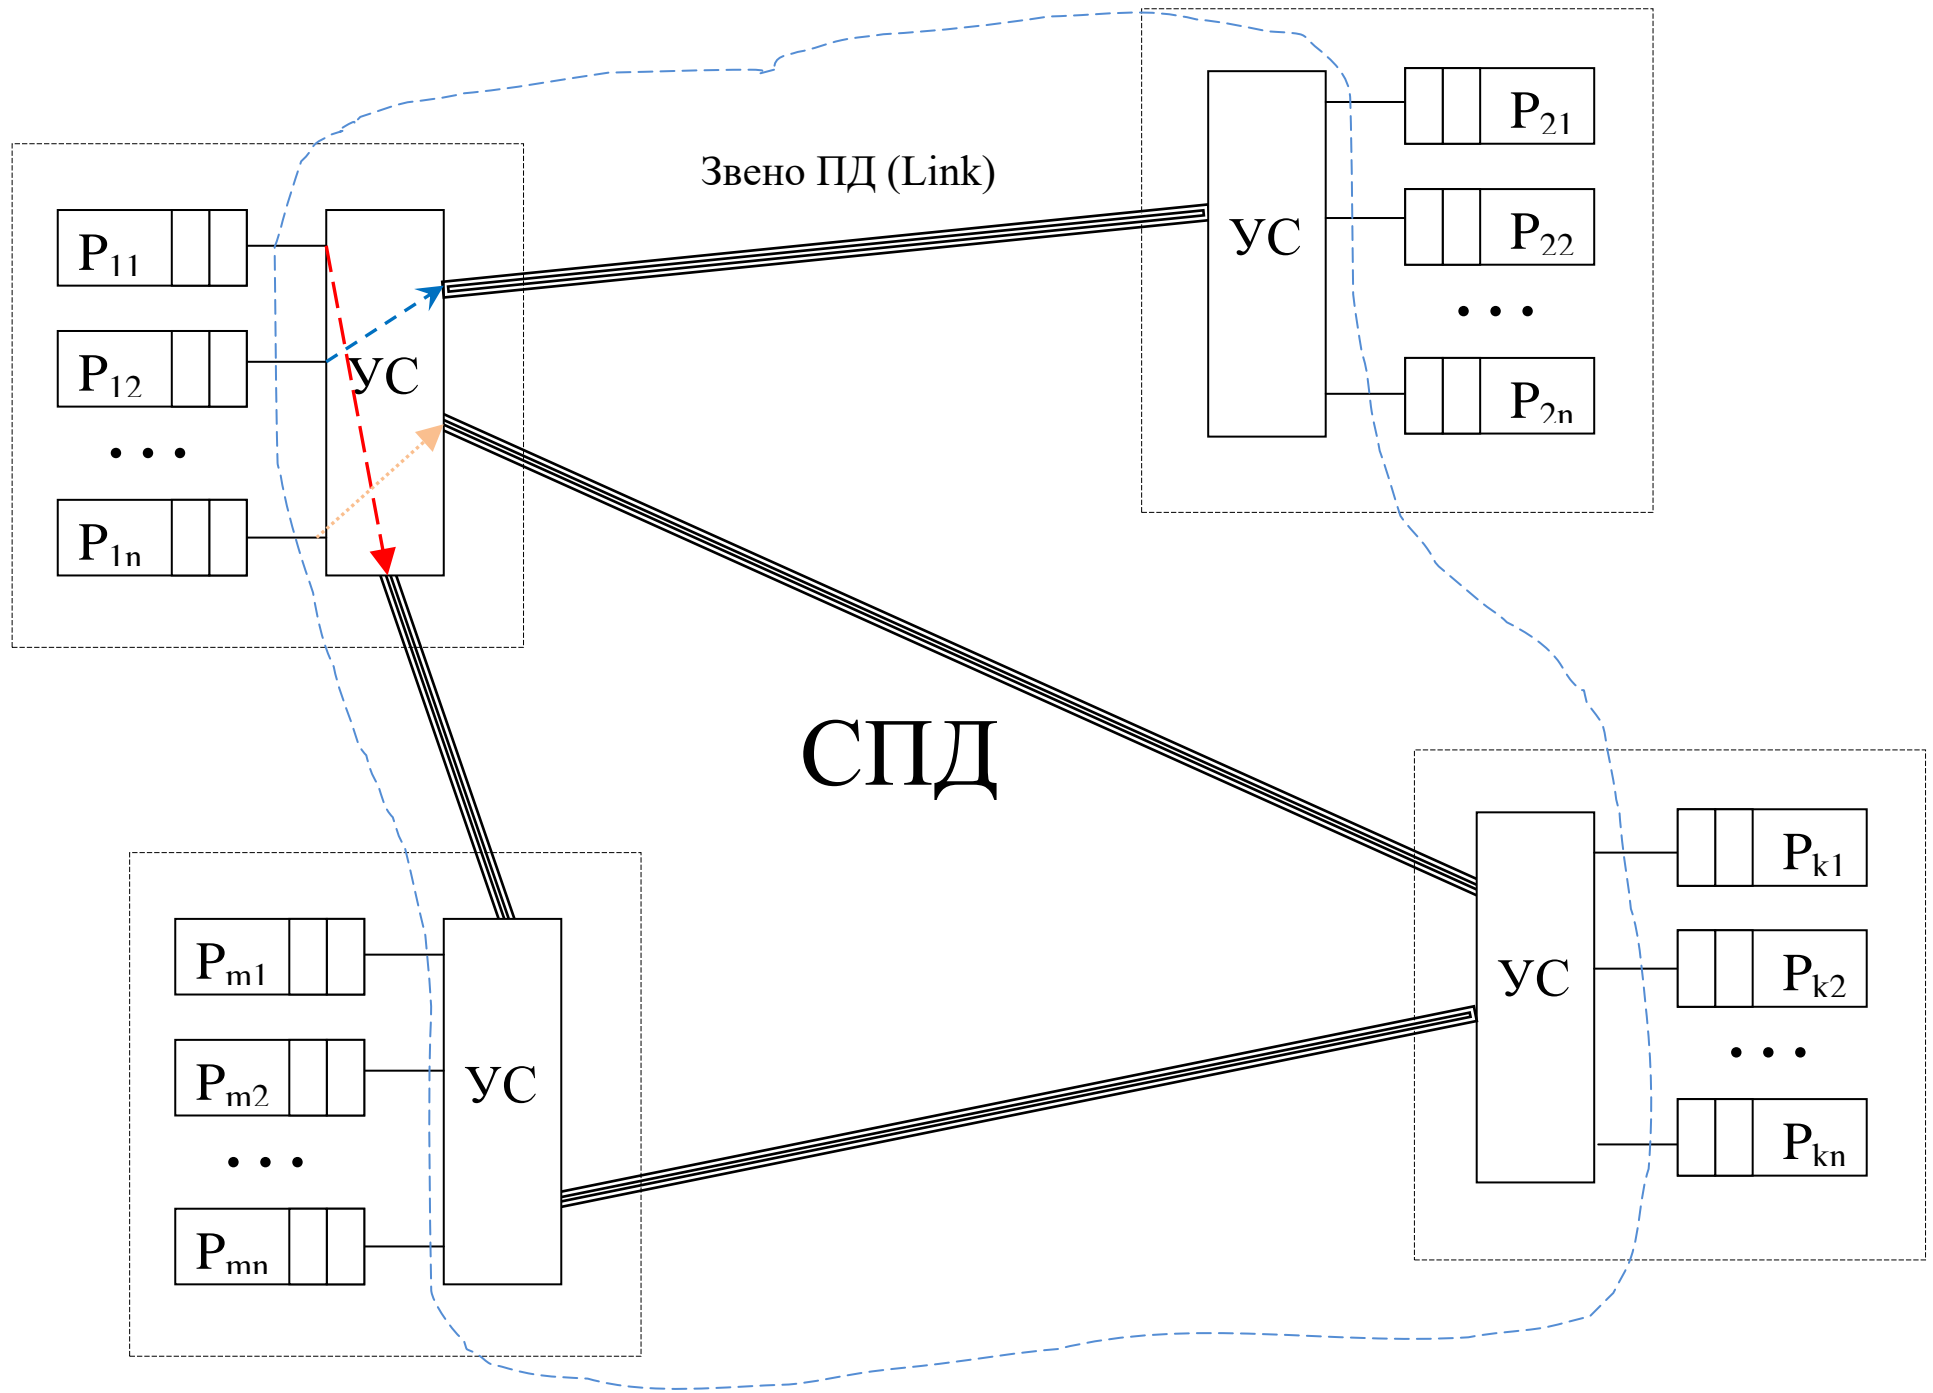 Звено ПД (Link)
P11
P12
• • •
P1n
УС
УС
P21
P22
• • •
P2n
СПД
Pm1
Pm2
• • •
Pmn
УС
УС
Pk1
Pk2
• • •
Pkn